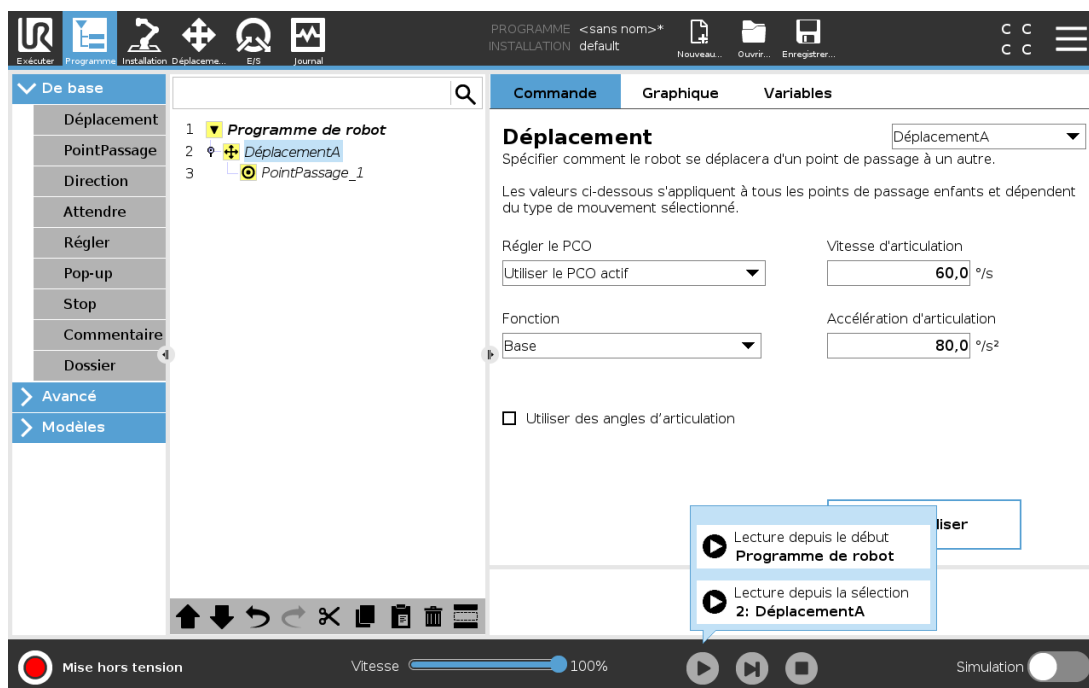 PROGRAMME <sans nom>*
INSTALLATION default
UR
Exécuter
Programme
Installation
Déplaceme...
E/S
Journal
Nouveau...
Ouvrir...
Enregistrer...
C C
C C
De base
Déplacement
PointPassage
Direction
Attendre
Régler
Pop-up
Stop
Commentaire
Dossier
Avancé
Modèles
1 Programme de robot
2 DéplacementA
3 PointPassage_1
Commande
Graphique
Variables
Déplacement
DéplacementA
Spécifier comment le robot se déplacera d'un point de passage à un autre.
Les valeurs ci-dessous s'appliquent à tous les points de passage enfants et dépendent
du type de mouvement sélectionné.
Régler le PCO
Vitesse d'articulation
Utiliser le PCO actif
60,0 °/s
Fonction
Accélération d'articulation
Base
80,0 °/s²
Utiliser des angles d’articulation
liser
Lecture depuis le début
Programme de robot
Lecture depuis la sélection
2: DéplacementA
Mise hors tension
Vitesse
100%
Simulation